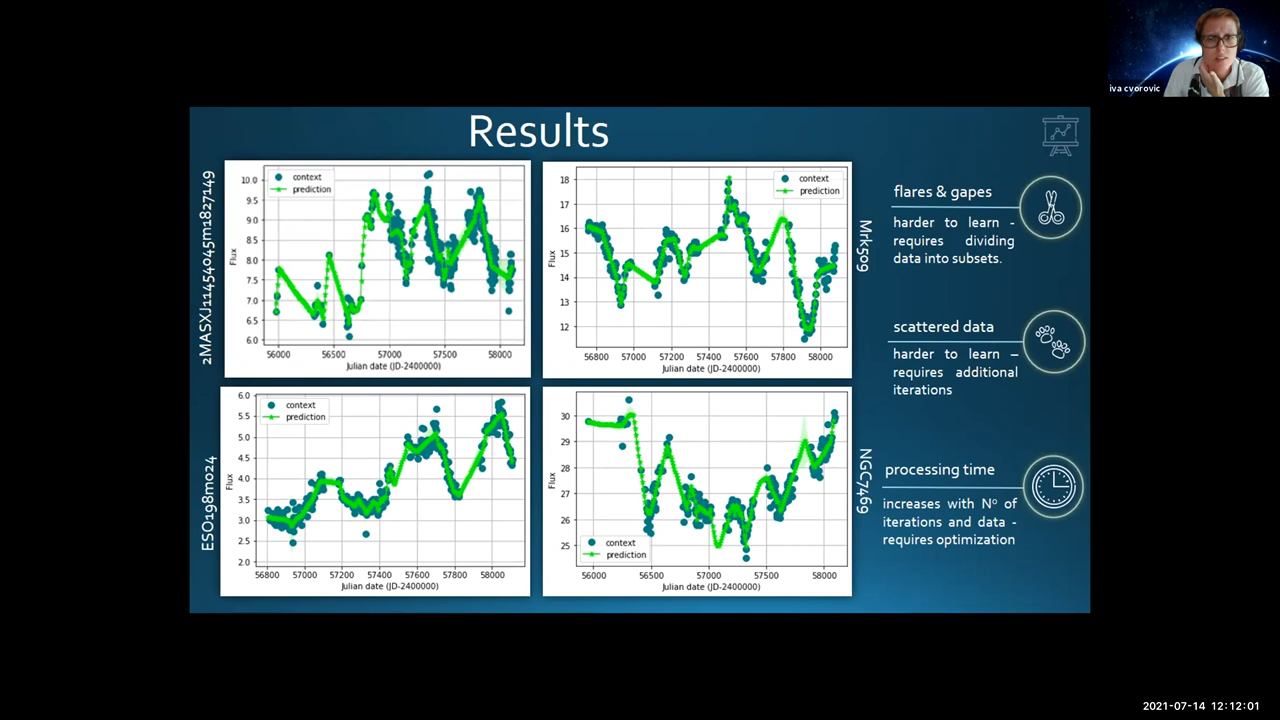 iva cvorovic
Results
2MASXJ11454045m1827149
context
prediction
10.0
9.5
9.0
8.5
8.0
7.5
7.0
6.5
6.0
Flux
56000 56500 57000 57500 58000
Julian date (JD-2400000)
Mrk509
context
prediction
18
17
16
15
14
13
12
Flux
56800 57000 57200 57400 57600 57800 58000
Julian date (JD-2400000)
ESO198m024
context
prediction
6.0
5.5
5.0
4.5
4.0
3.5
3.0
2.5
2.0
Flux
56800 57000 57200 57400 57600 57800 58000
Julian date (JD-2400000)
NGC7469
context
prediction
30
29
28
27
26
25
Flux
56000 56500 57000 57500 58000
Julian date (JD-2400000)
flares & gapes
harder to learn -
requires dividing
data into subsets.
scattered data
harder to learn –
requires additional
iterations
processing time
increases with Nº of
iterations and data -
requires optimization
2021-07-14 12:12:01